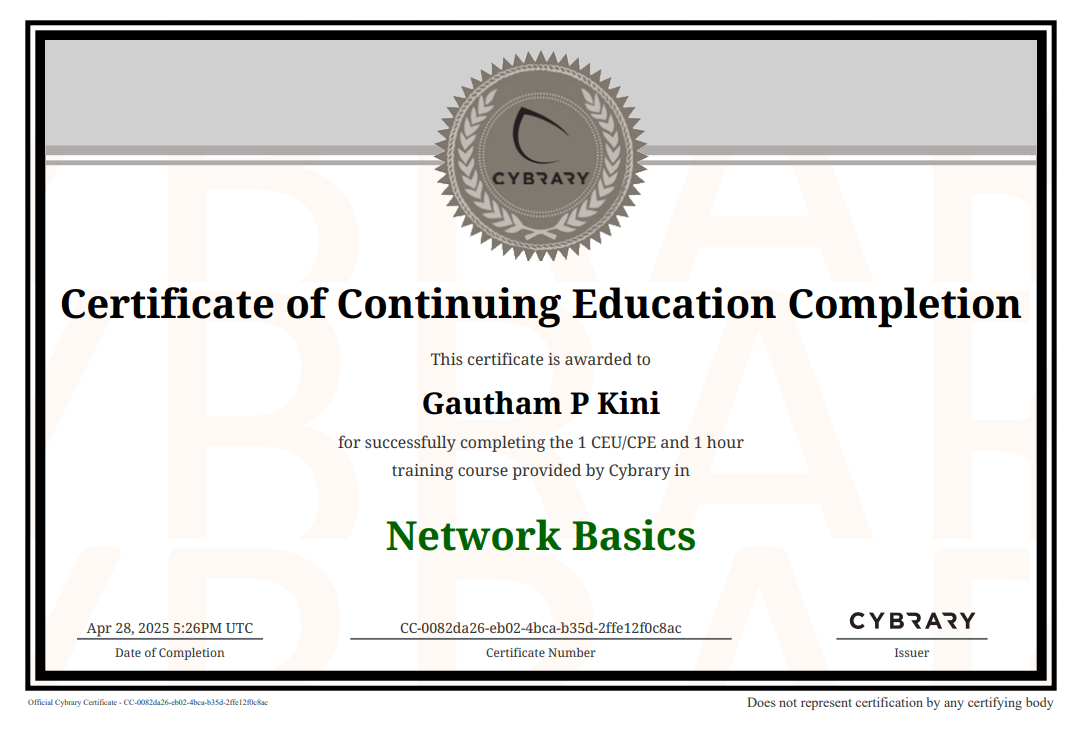 CYBRARY
Certificate of Continuing Education Completion
This certificate is awarded to
Gautham P Kini
for successfully completing the 1 CEU/CPE and 1 hour
training course provided by Cybrary in
Network Basics
Apr 28, 2025 5:26PM UTC
Date of Completion
CC-0082da26-eb02-4bca-b35d-2ffe12f0c8ac
Certificate Number
CYBRARY
Issuer
Official Cybrary Certificate - CC-0082da26-eb02-4bca-b35d-2ffe12f0c8ac
Does not represent certification by any certifying body